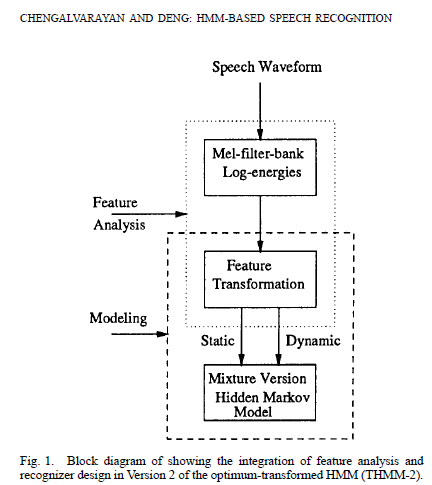 CHENGALVARAYAN AND DENG: HMM-BASED SPEECH RECOGNITION
Speech Waveform
Mel-filter-bank
Log-energies
Feature
Analysis
Feature
Transformation
Modeling
Static
Dynamic
Mixture Version
Hidden Markov
Model
Fig. 1. Block diagram of showing the integration of feature analysis and
recognizer design in Version 2 of the optimum-transformed HMM (THMM-2).